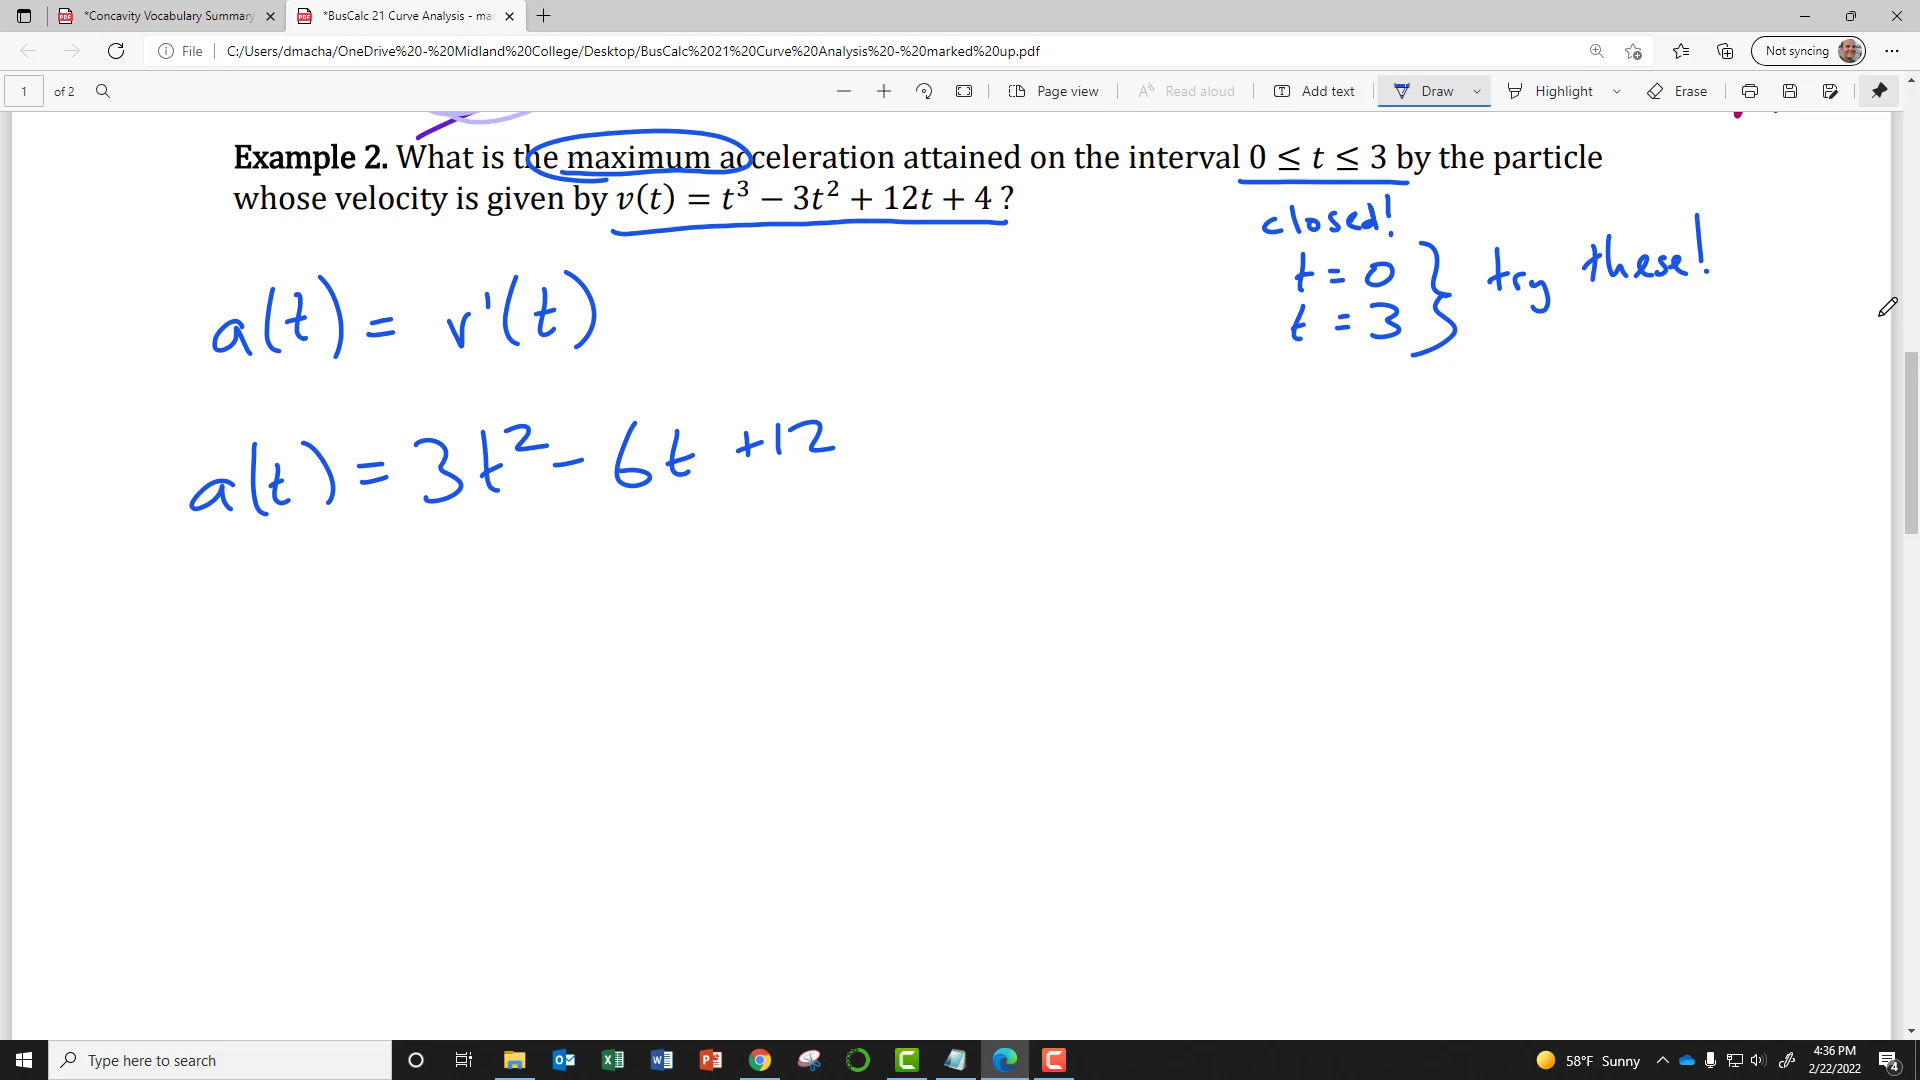 *Concavity Vocabulary Summary
*BusCalc 21 Curve Analysis - mar
File
C:/Users/dmacha/OneDrive%20-%20Midland%20College/Desktop/BusCalc%2021%20Curve%20Analysis%20-%20marked%20up.pdf
Not syncing
1 of 2
Page view
Read aloud
Add text
Draw
Highlight
Erase
Example 2. What is the maximum acceleration attained on the interval 0 ≤ t ≤ 3 by the particle
whose velocity is given by v(t) = t³ − 3t² + 12t + 4 ?
closed!
t = 0
t = 3
try these!
a(t) = v'(t)
a(t) = 3t² - 6t +12
Type here to search
58°F Sunny
4:36 PM
2/22/2022
4